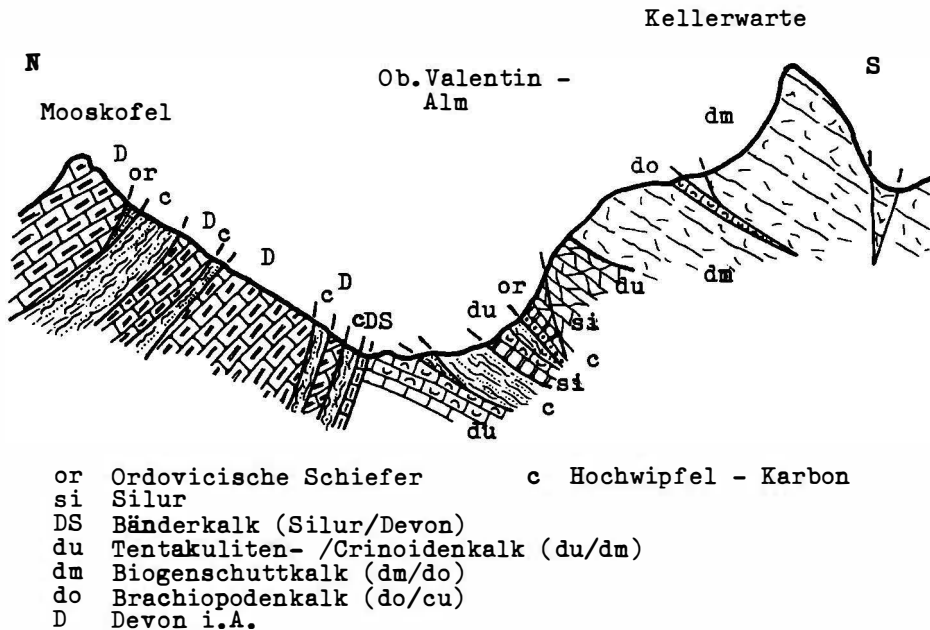 Kellerwarte
N
S
Ob.Valentin -
Alm
Mooskofel
dm
D
or
c
do
D
c
D
dm
du
or
c
D
si
du
cDS
c
si
c
du
or Ordovicische Schiefer
c Hochwipfel - Karbon
si Silur
DS Bänderkalk (Silur/Devon)
du Tentakuliten- /Crinoidenkalk (du/dm)
dm Biogenschuttkalk (dm/do)
do Brachiopodenkalk (do/cu)
D Devon i.A.